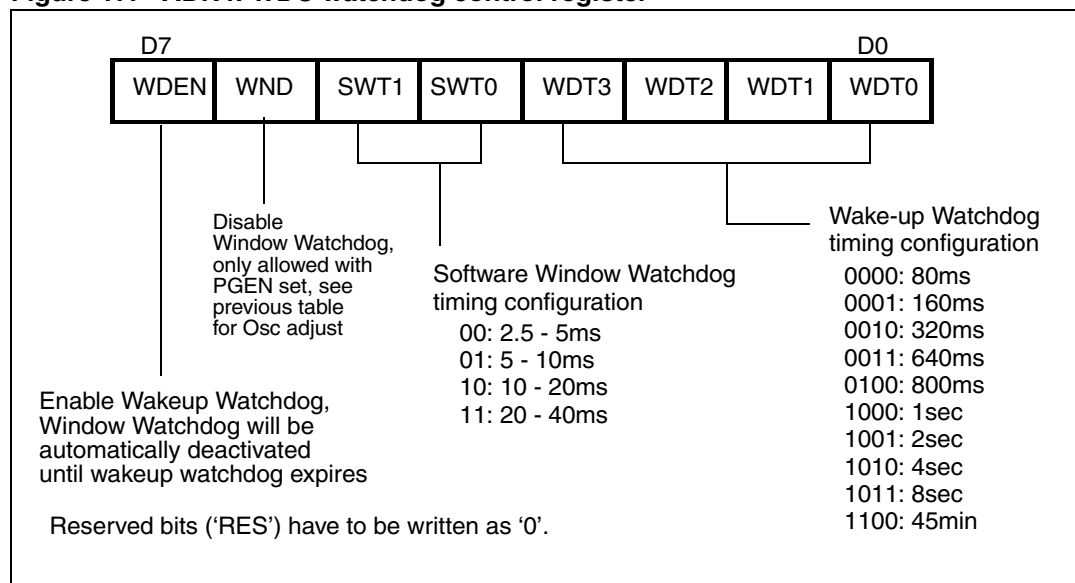 D7 D0
WDEN WND SWT1 SWT0 WDT3 WDT2 WDT1 WDT0
Disable
Window Watchdog,
only allowed with
PGEN set, see
previous table
for Osc adjust
Software Window Watchdog
timing configuration
00: 2.5 - 5ms
01: 5 - 10ms
10: 10 - 20ms
11: 20 - 40ms
Wake-up Watchdog
timing configuration
0000: 80ms
0001: 160ms
0010: 320ms
0011: 640ms
0100: 800ms
1000: 1sec
1001: 2sec
1010: 4sec
1011: 8sec
1100: 45min
Enable Wakeup Watchdog,
Window Watchdog will be
automatically deactivated
until wakeup watchdog expires
Reserved bits (‘RES’) have to be written as ‘0’.